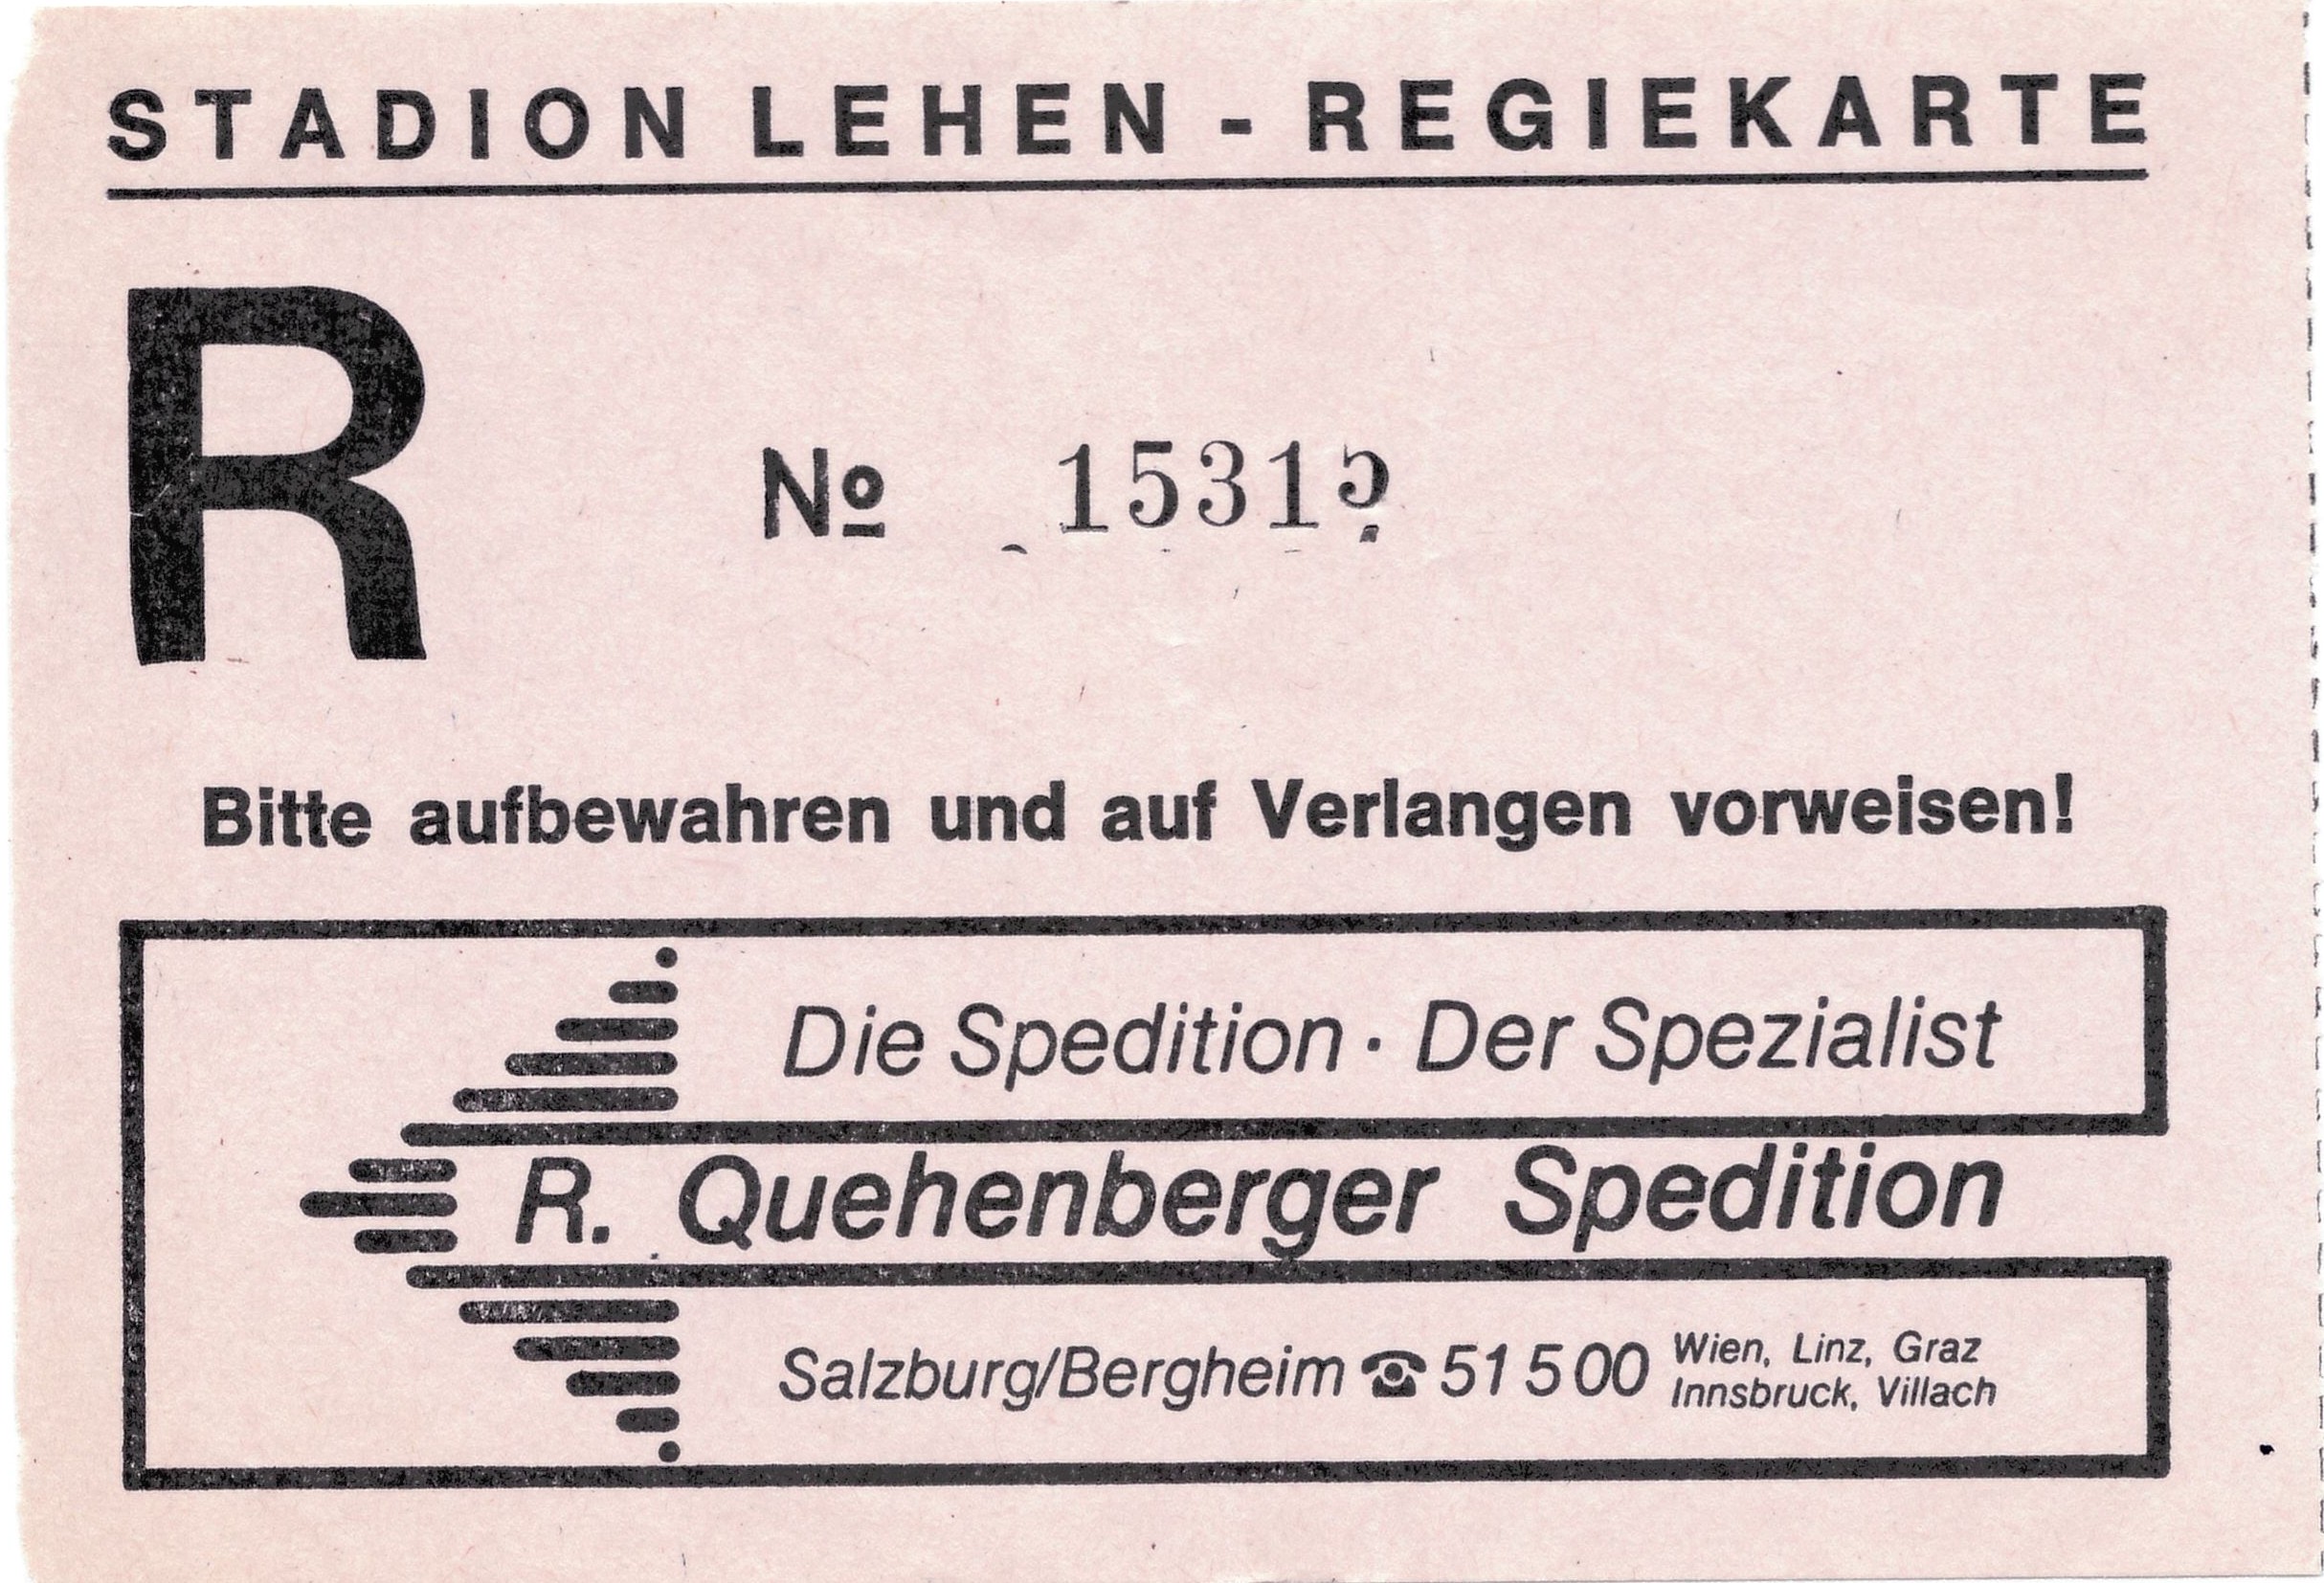 STADION LEHEN - REGIEKARTE
R
Nº
Bitte aufbewahren und auf Verlangen vorweisen!
Die Spedition · Der Spezialist
R. Quehenberger Spedition
Salzburg/Bergheim ☎ 51 5 00 Wien, Linz, Graz
Innsbruck, Villach